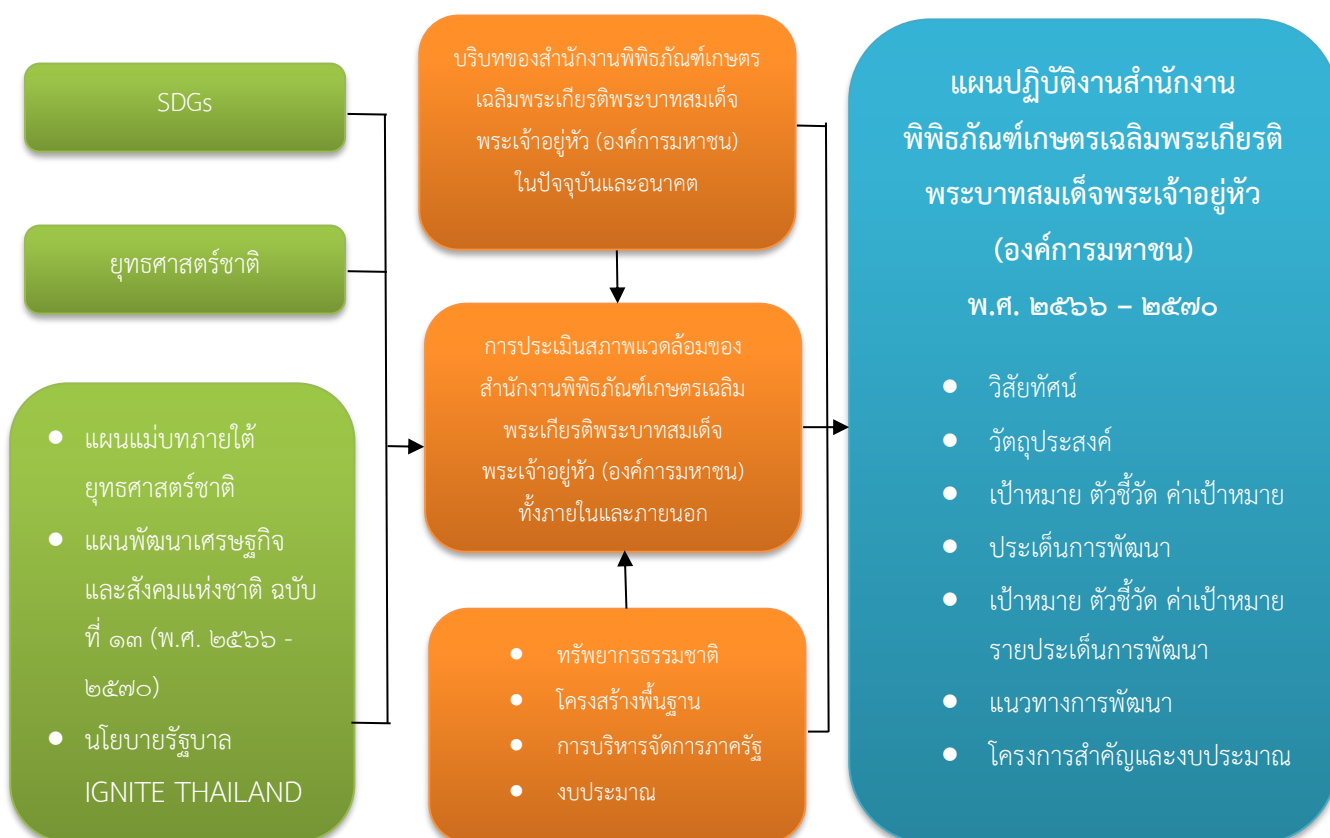 SDGs
ยุทธศาสตร์ชาติ
แผนแม่บทภายใต้
ยุทธศาสตร์ชาติ
แผนพัฒนาเศรษฐกิจ
และสังคมแห่งชาติ ฉบับ
ที่ ๑๓ (พ.ศ. ๒๕๖๖ -
๒๕๗๐)
นโยบายรัฐบาล
IGNITE THAILAND
บริบทของสำนักงานพิพิธภัณฑ์เกษตร
เฉลิมพระเกียรติพระบาทสมเด็จ
พระเจ้าอยู่หัว (องค์การมหาชน)
ในปัจจุบันและอนาคต
การประเมินสภาพแวดล้อมของ
สำนักงานพิพิธภัณฑ์เกษตรเฉลิม
พระเกียรติพระบาทสมเด็จ
พระเจ้าอยู่หัว (องค์การมหาชน)
ทั้งภายในและภายนอก
ทรัพยากรธรรมชาติ
โครงสร้างพื้นฐาน
การบริหารจัดการภาครัฐ
งบประมาณ
แผนปฏิบัติงานสำนักงาน
พิพิธภัณฑ์เกษตรเฉลิมพระเกียรติ
พระบาทสมเด็จพระเจ้าอยู่หัว
(องค์การมหาชน)
พ.ศ. ๒๕๖๖ – ๒๕๗๐
วิสัยทัศน์
วัตถุประสงค์
เป้าหมาย ตัวชี้วัด ค่าเป้าหมาย
ประเด็นการพัฒนา
เป้าหมาย ตัวชี้วัด ค่าเป้าหมาย
รายประเด็นการพัฒนา
แนวทางการพัฒนา
โครงการสำคัญและงบประมาณ